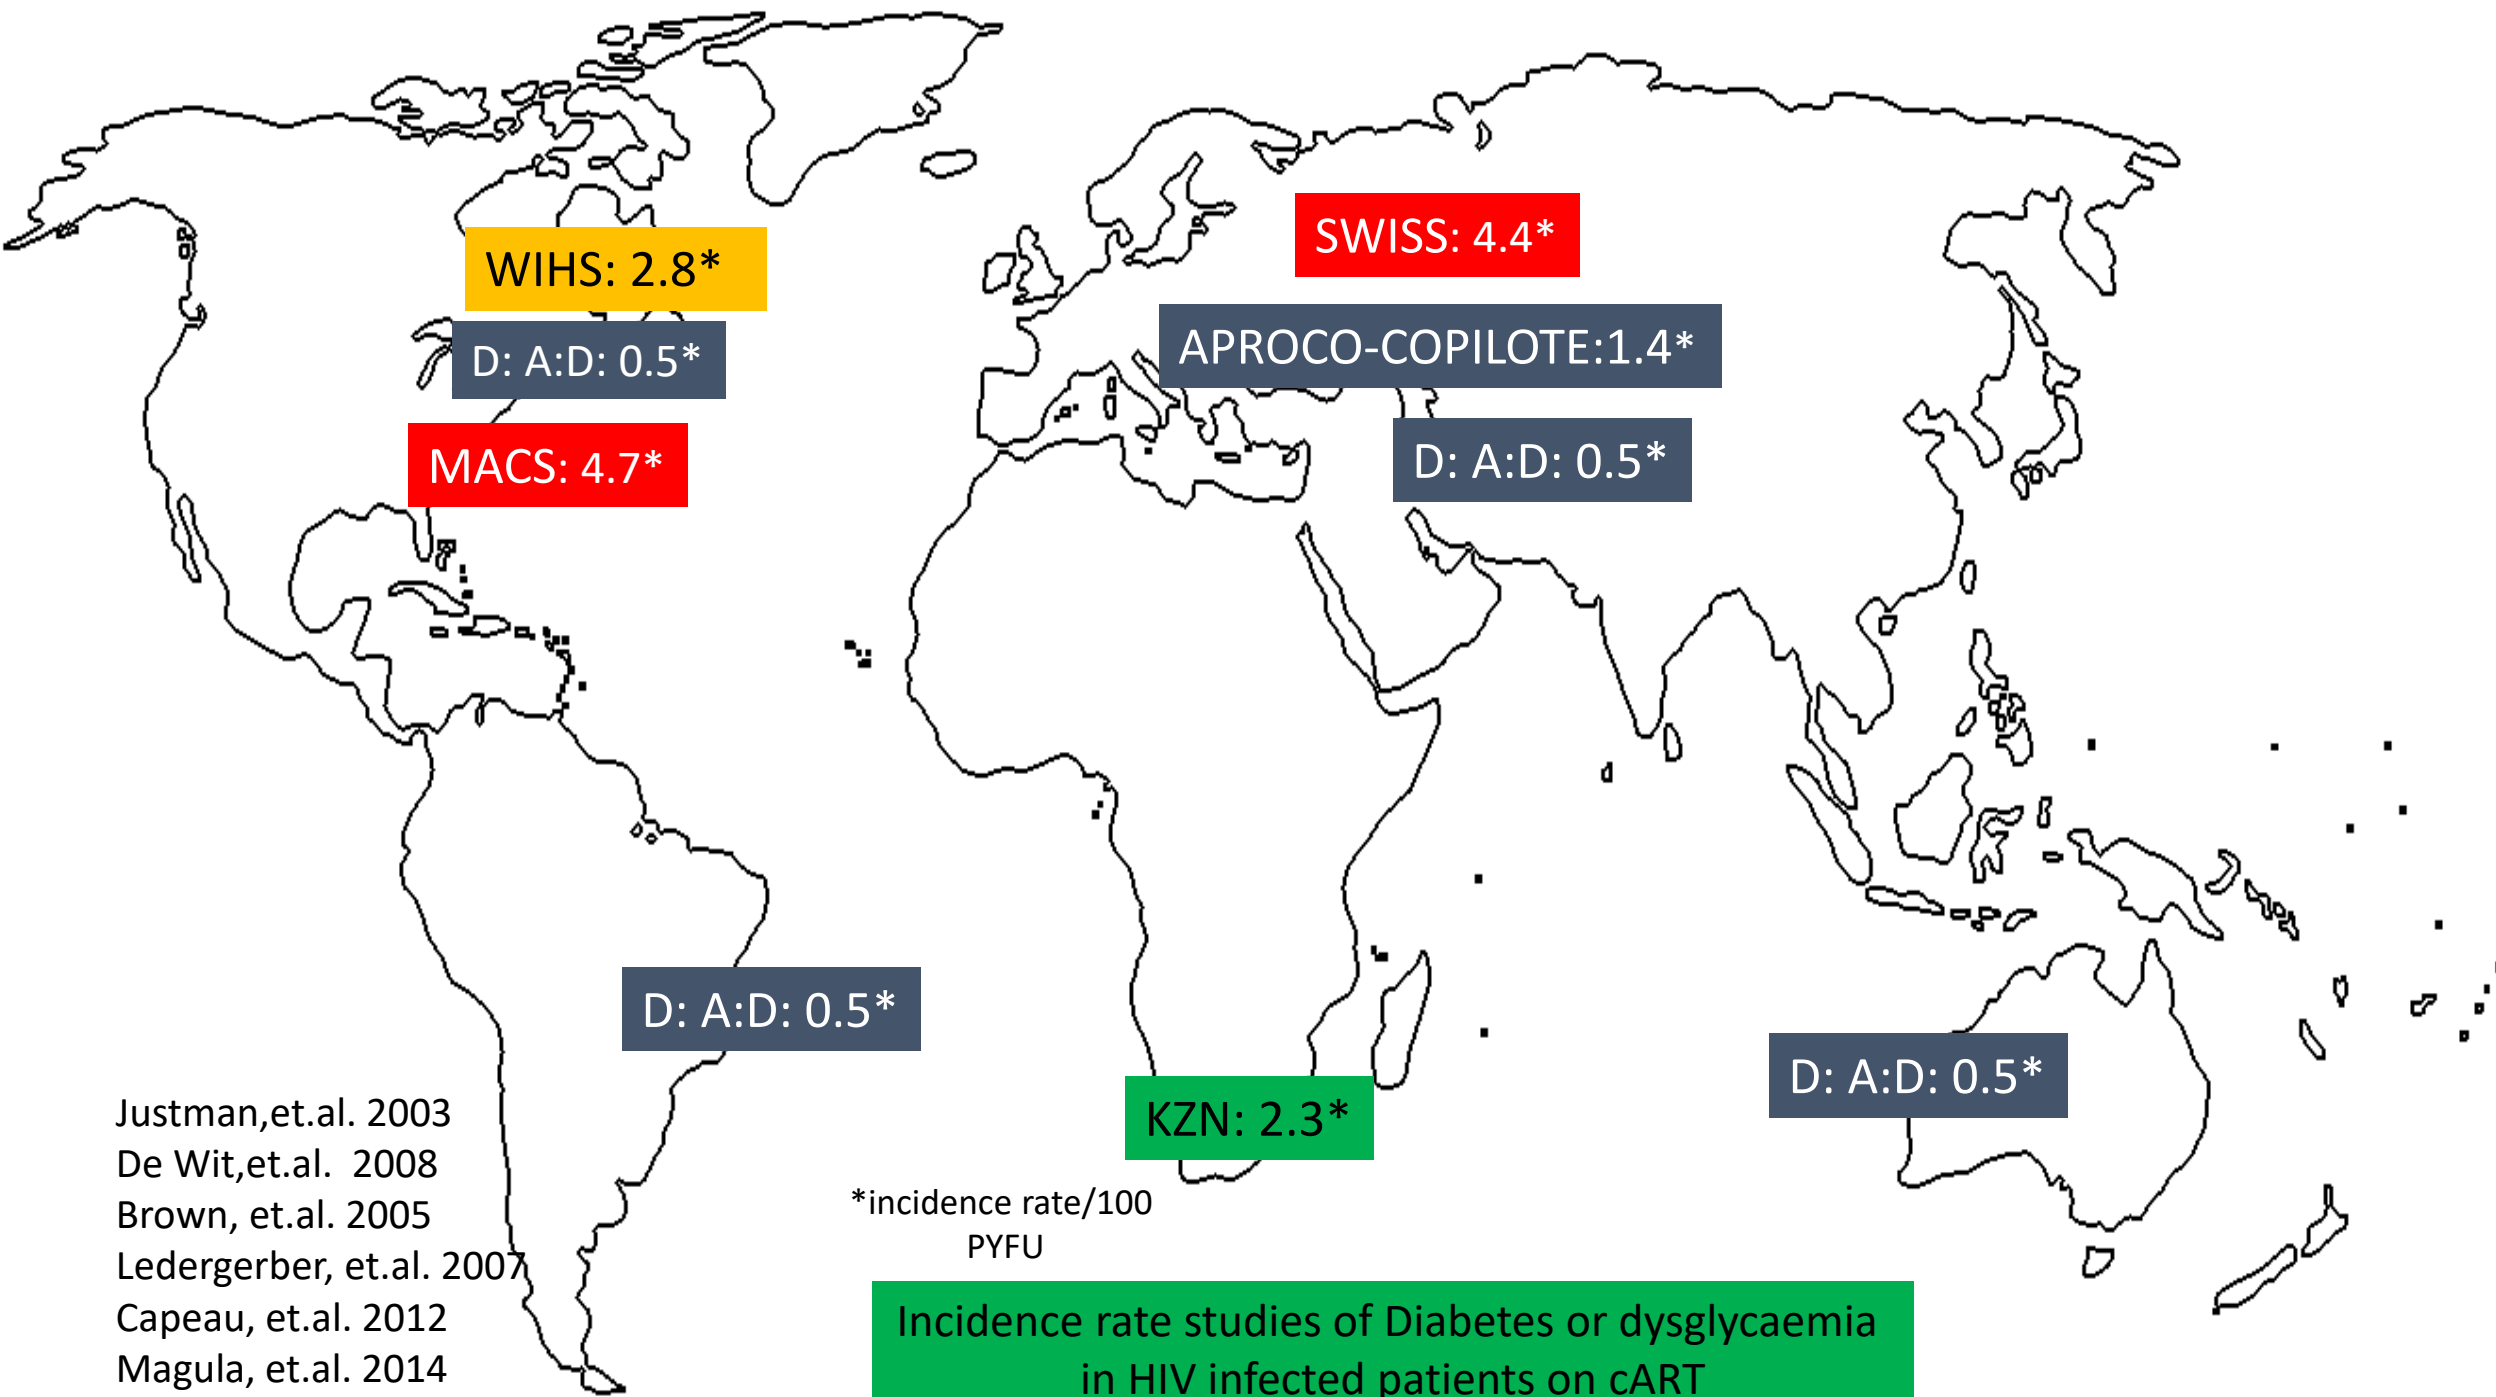 SWISS: 4.4*
WIHS: 2.8*
APROCO-COPILOTE:1.4*
D: A:D: 0.5*
D: A:D: 0.5*
MACS: 4.7*
D: A:D: 0.5*
D: A:D: 0.5*
KZN: 2.3*
Justman,et.al. 2003
De Wit,et.al.  2008
Brown, et.al. 2005
Ledergerber, et.al. 2007
Capeau, et.al. 2012
Magula, et.al. 2014
*incidence rate/100
PYFU
Incidence rate studies of Diabetes or dysglycaemia
in HIV infected patients on cART